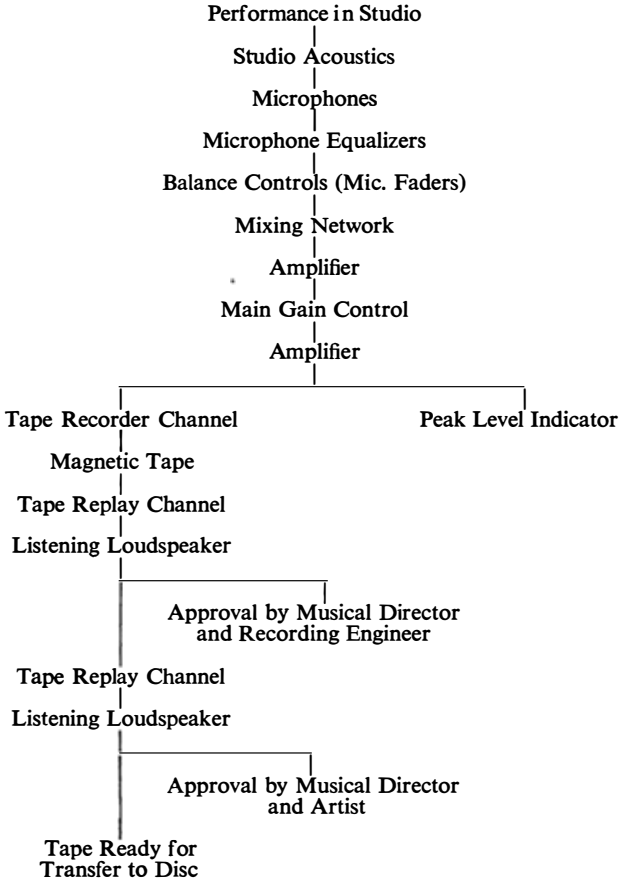 Performance in Studio
Studio Acoustics
Microphones
Microphone Equalizers
Balance Controls (Mic. Faders)
Mixing Network
Amplifier
Main Gain Control
Amplifier
Tape Recorder Channel
Peak Level Indicator
Magnetic Tape
Tape Replay Channel
Listening Loudspeaker
Approval by Musical Director
and Recording Engineer
Tape Replay Channel
Listening Loudspeaker
Approval by Musical Director
and Artist
Tape Ready for
Transfer to Disc